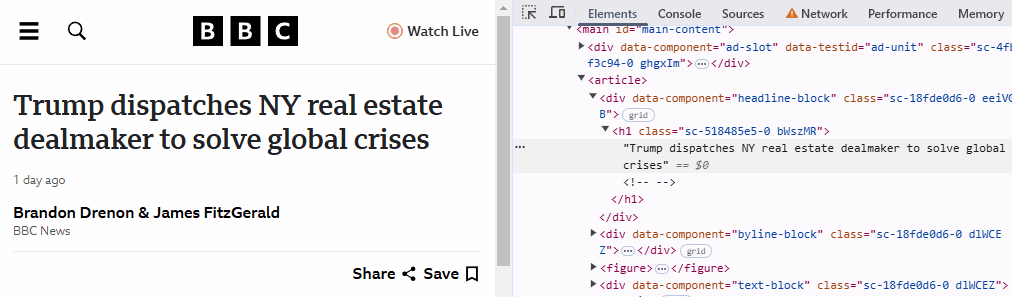 BBC
Watch Live
Trump dispatches NY real estate
dealmaker to solve global crises
1 day ago
Brandon Drenon & James FitzGerald
BBC News
Share Save
Elements Console Sources Network Performance Memory
<main id="main-content">
<div data-component="ad-slot" data-testid="ad-unit" class="sc-4fb
f3c94-0 ghgxIm"> … </div>
<article>
<div data-component="headline-block" class="sc-18fde0d6-0 eeiVG
B"> grid
<h1 class="sc-518485e5-0 bWszMR">
"Trump dispatches NY real estate dealmaker to solve global
crises" == $0
<!-- -->
</h1>
</div>
<div data-component="byline-block" class="sc-18fde0d6-0 dlWCE
Z"> … </div> grid
<figure> … </figure>
<div data-component="text-block" class="sc-18fde0d6-0 dlWCEZ">